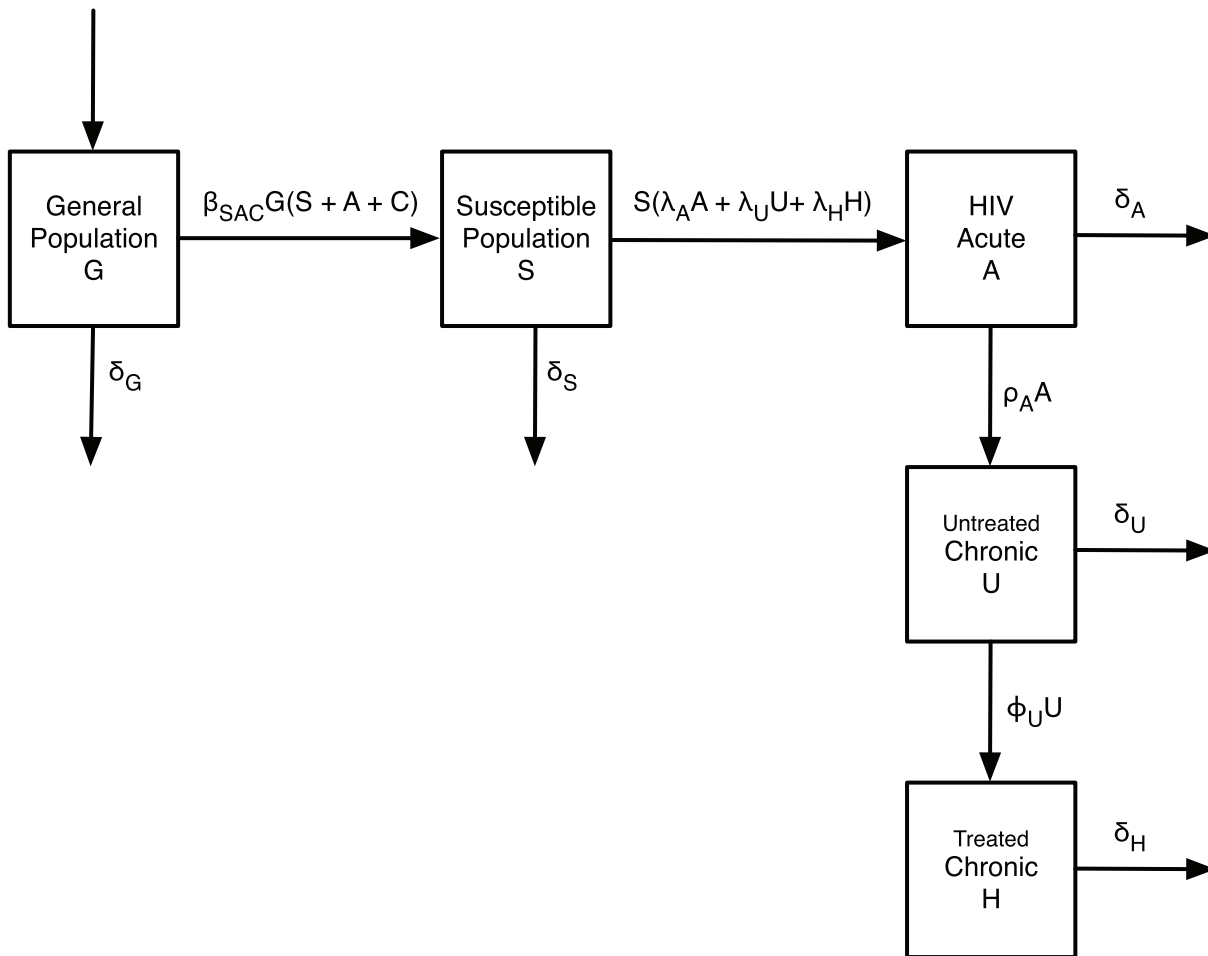 General
Population
G
β_SAC G(S + A + C)
Susceptible
Population
S
S(λ_A A + λ_U U+ λ_H H)
HIV
Acute
A
δ_A
δ_G
δ_S
ρ_A A
Untreated
Chronic
U
δ_U
ϕ_U U
Treated
Chronic
H
δ_H